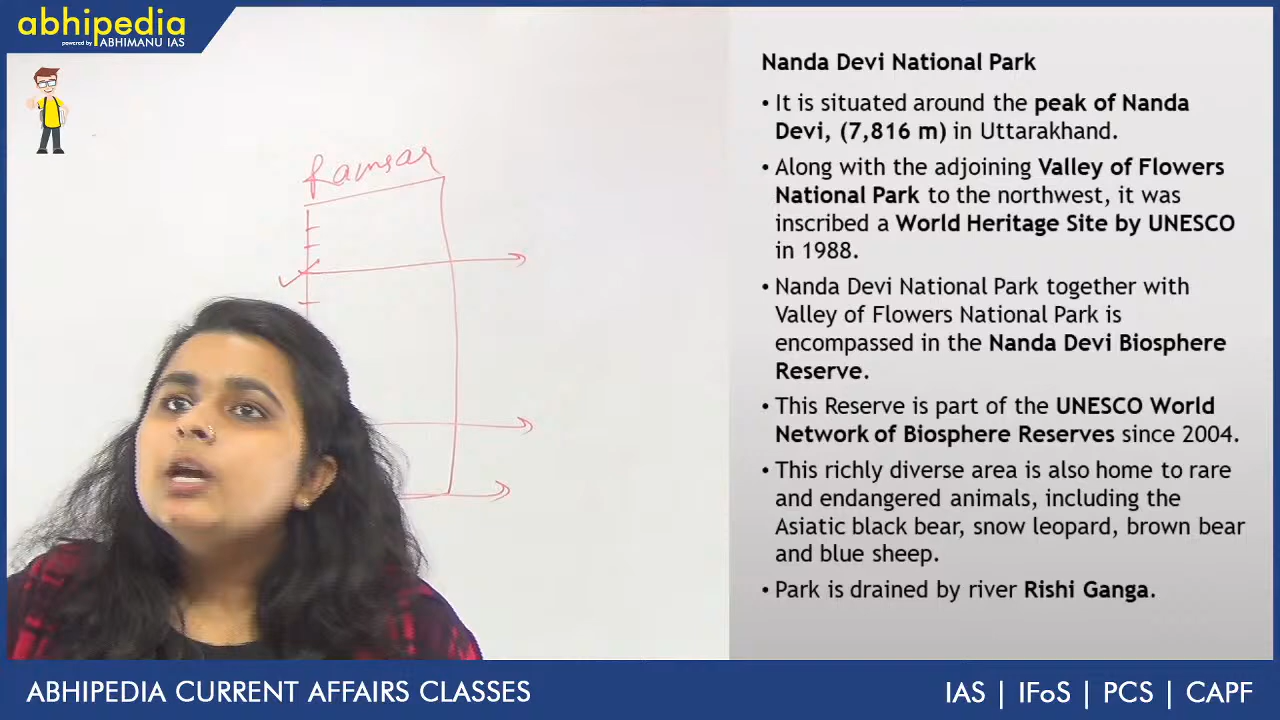 abhipedia
powered by ABHIMANU IAS
Ramsar
Nanda Devi National Park
• It is situated around the peak of Nanda
Devi, (7,816 m) in Uttarakhand.
• Along with the adjoining Valley of Flowers
National Park to the northwest, it was
inscribed a World Heritage Site by UNESCO
in 1988.
• Nanda Devi National Park together with
Valley of Flowers National Park is
encompassed in the Nanda Devi Biosphere
Reserve.
• This Reserve is part of the UNESCO World
Network of Biosphere Reserves since 2004.
• This richly diverse area is also home to rare
and endangered animals, including the
Asiatic black bear, snow leopard, brown bear
and blue sheep.
• Park is drained by river Rishi Ganga.
ABHIPEDIA CURRENT AFFAIRS CLASSES
IAS | IFoS | PCS | CAPF